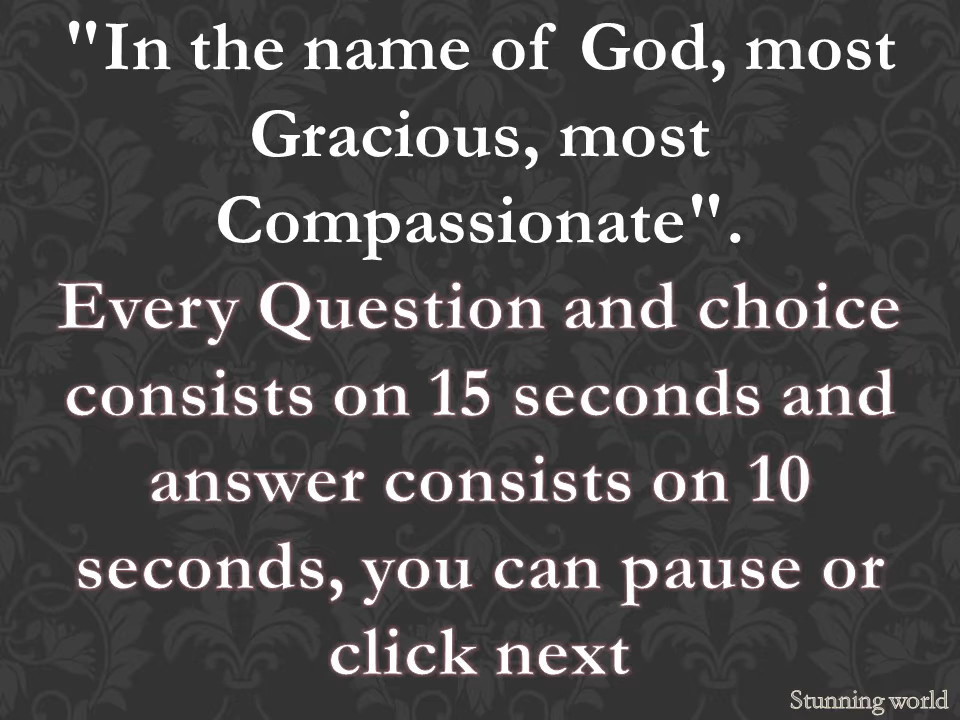 "In the name of God, most
Gracious, most
Compassionate".
Every Question and choice
consists on 15 seconds and
answer consists on 10
seconds, you can pause or
click next
Stunning world